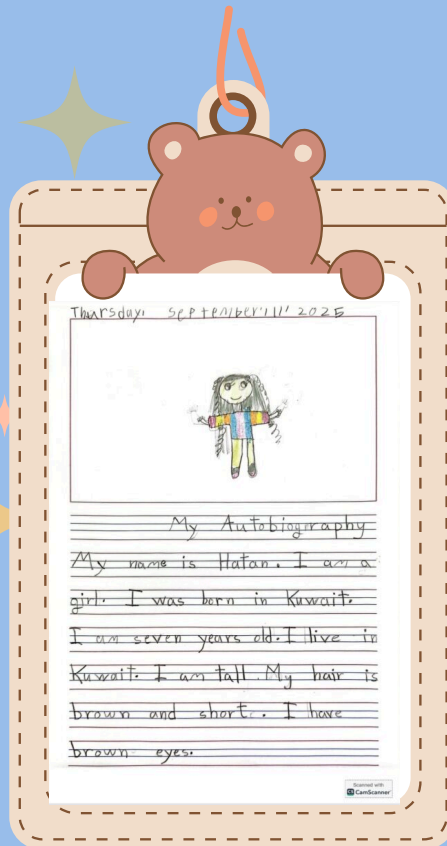 Thursday, September 11, 2025
My Autobiography
My name is Hatan. I am a
girl. I was born in Kuwait.
I am seven years old. I live in
Kuwait. I am tall. My hair is
brown and short. I have
brown eyes.
Scanned with
CS CamScanner